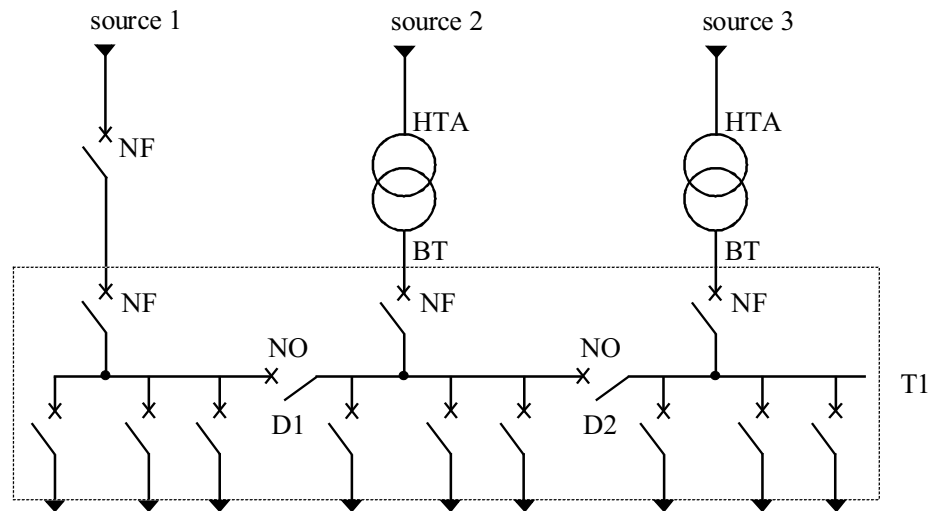 source 1
source 2
source 3
HTA
HTA
NF
BT
BT
NF
NF
NF
NO
NO
T1
D1
D2